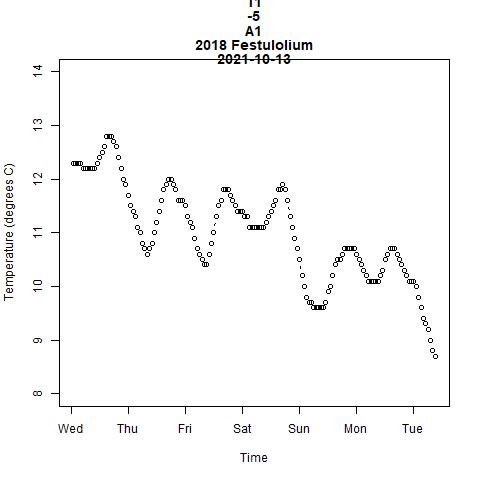 -5
A1
2018 Festulolium
2021-10-13
Temperature (degrees C)
14
13
12
11
10
9
8
Wed
Thu
Fri
Sat
Sun
Mon
Tue
Time